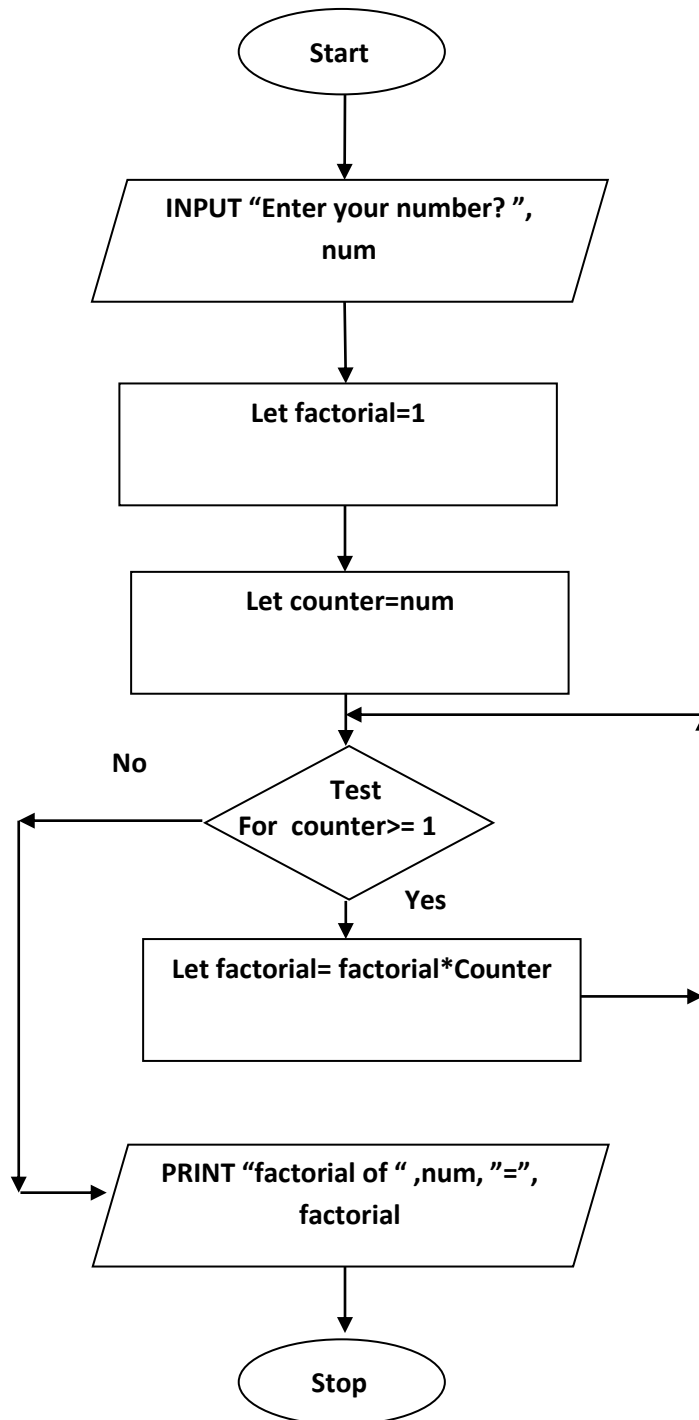 Start
INPUT “Enter your number? ”,
num
Let factorial=1
Let counter=num
No
Test
For  counter>= 1
Yes
Let factorial= factorial*Counter
PRINT “factorial of “ ,num, ”=”,
factorial
Stop